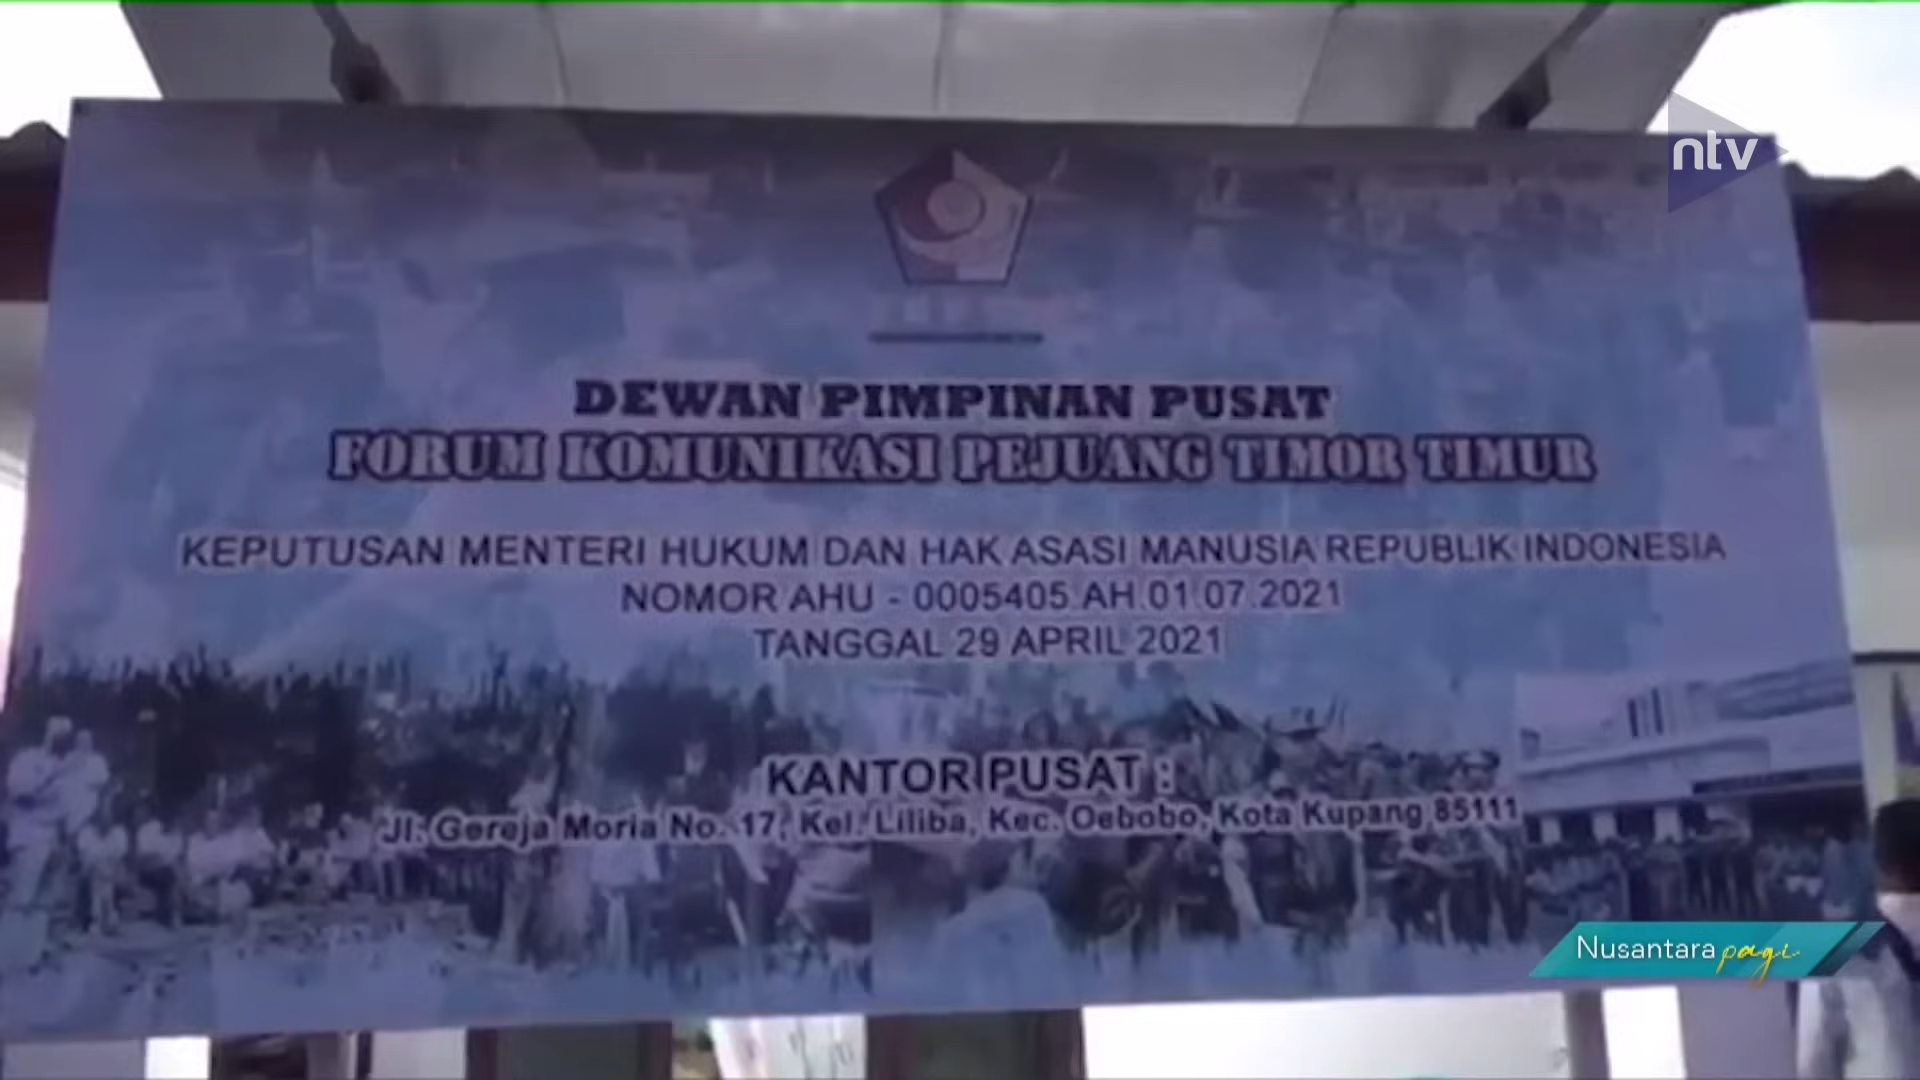 ntv
DEWAN PIMPINAN PUSAT
FORUM KOMUNIKASI PEJUANG TIMOR TIMUR
KEPUTUSAN MENTERI HUKUM DAN HAK ASASI MANUSIA REPUBLIK INDONESIA
NOMOR AHU - 0005405.AH.01.07.2021
TANGGAL 29 APRIL 2021
KANTOR PUSAT :
Jl. Gereja Moria No. 17, Kel. Liliba, Kec. Oebobo, Kota Kupang 85111
Nusantara pagi